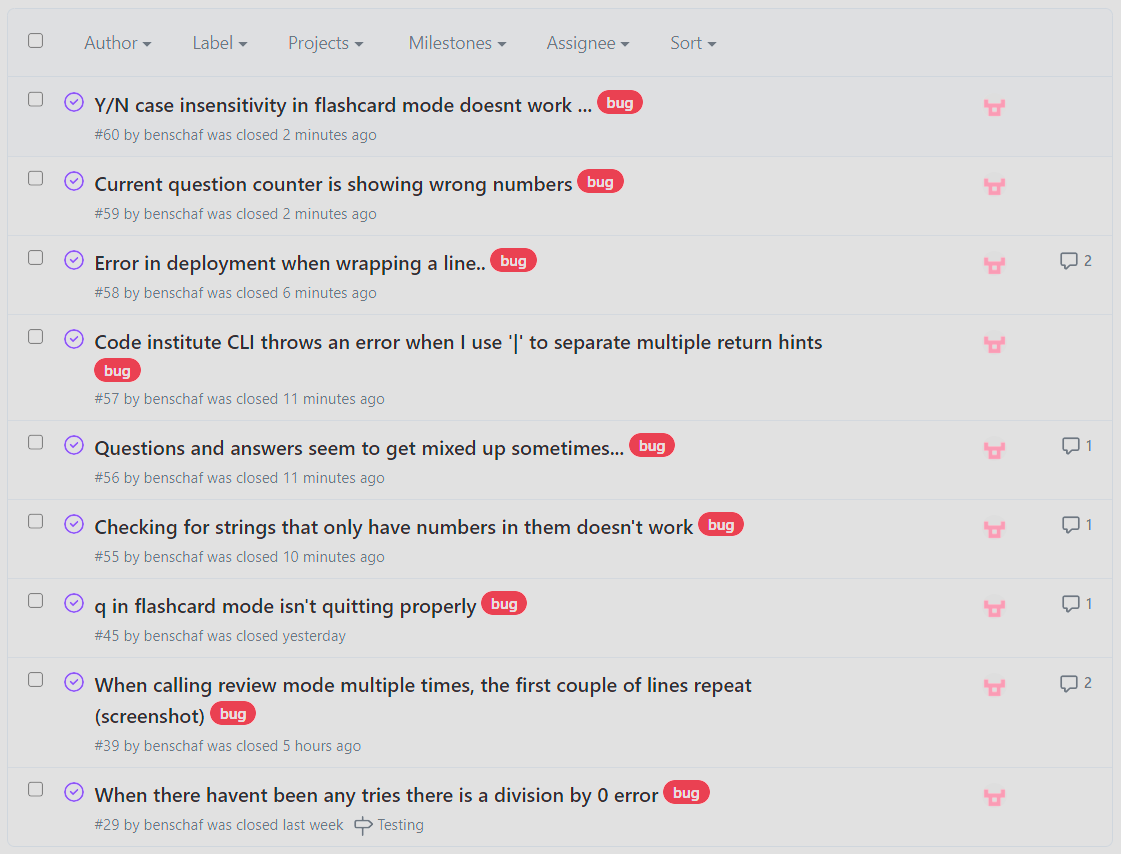 Author Label Projects Milestones Assignee Sort
Y/N case insensitivity in flashcard mode doesnt work ... bug
#60 by benschaf was closed 2 minutes ago
Current question counter is showing wrong numbers bug
#59 by benschaf was closed 2 minutes ago
Error in deployment when wrapping a line.. bug 2
#58 by benschaf was closed 6 minutes ago
Code institute CLI throws an error when I use '|' to separate multiple return hints
bug
#57 by benschaf was closed 11 minutes ago
Questions and answers seem to get mixed up sometimes... bug 1
#56 by benschaf was closed 11 minutes ago
Checking for strings that only have numbers in them doesn't work bug 1
#55 by benschaf was closed 10 minutes ago
q in flashcard mode isn't quitting properly bug 1
#45 by benschaf was closed yesterday
When calling review mode multiple times, the first couple of lines repeat 2
(screenshot) bug
#39 by benschaf was closed 5 hours ago
When there havent been any tries there is a division by 0 error bug
#29 by benschaf was closed last week Testing